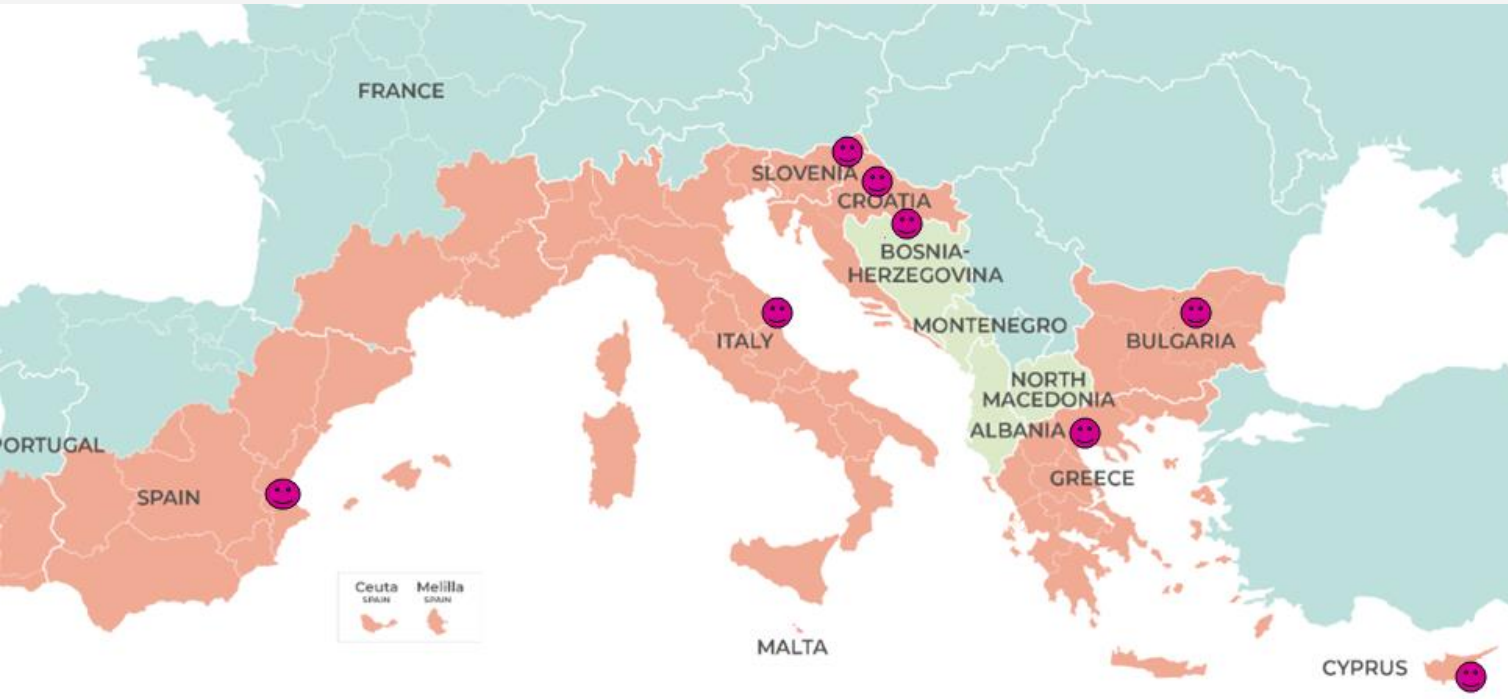 FRANCE
SLOVENIA
CROATIA
BOSNIA-
HERZEGOVINA
MONTENEGRO
ITALY
BULGARIA
NORTH
MACEDONIA
ALBANIA
PORTUGAL
GREECE
SPAIN
Ceuta
SPAIN
Melilla
SPAIN
MALTA
CYPRUS